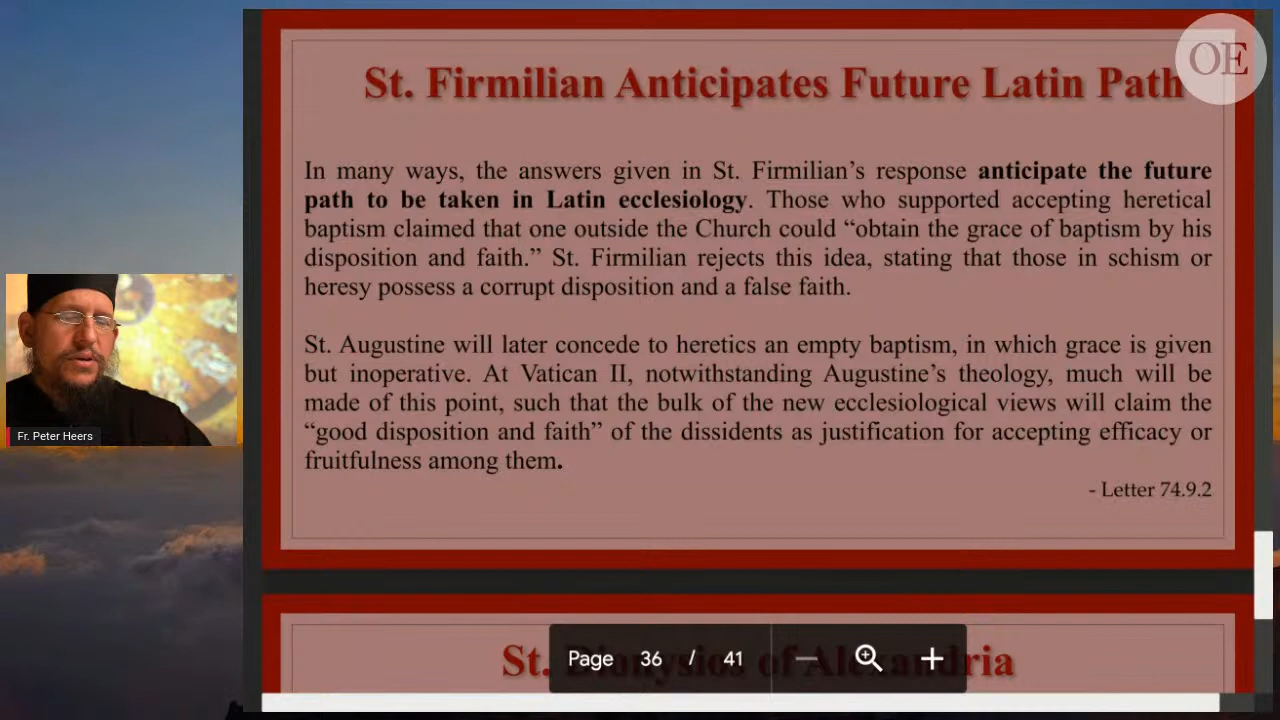 OE
St. Firmilian Anticipates Future Latin Path
In many ways, the answers given in St. Firmilian’s response anticipate the future
path to be taken in Latin ecclesiology. Those who supported accepting heretical
baptism claimed that one outside the Church could “obtain the grace of baptism by his
disposition and faith.” St. Firmilian rejects this idea, stating that those in schism or
heresy possess a corrupt disposition and a false faith.
St. Augustine will later concede to heretics an empty baptism, in which grace is given
but inoperative. At Vatican II, notwithstanding Augustine’s theology, much will be
made of this point, such that the bulk of the new ecclesiological views will claim the
“good disposition and faith” of the dissidents as justification for accepting efficacy or
fruitfulness among them.
- Letter 74.9.2
Fr. Peter Heers
St. Dionysios of Alexandria
Page 36 / 41